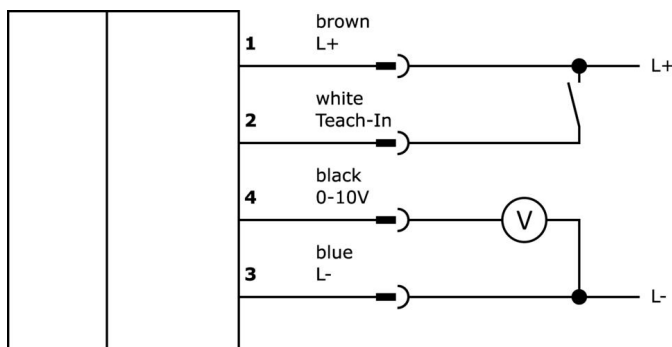 brown
1 L+
L+
white
2 Teach-In
black
4 0-10V
V
blue
3 L-
L-